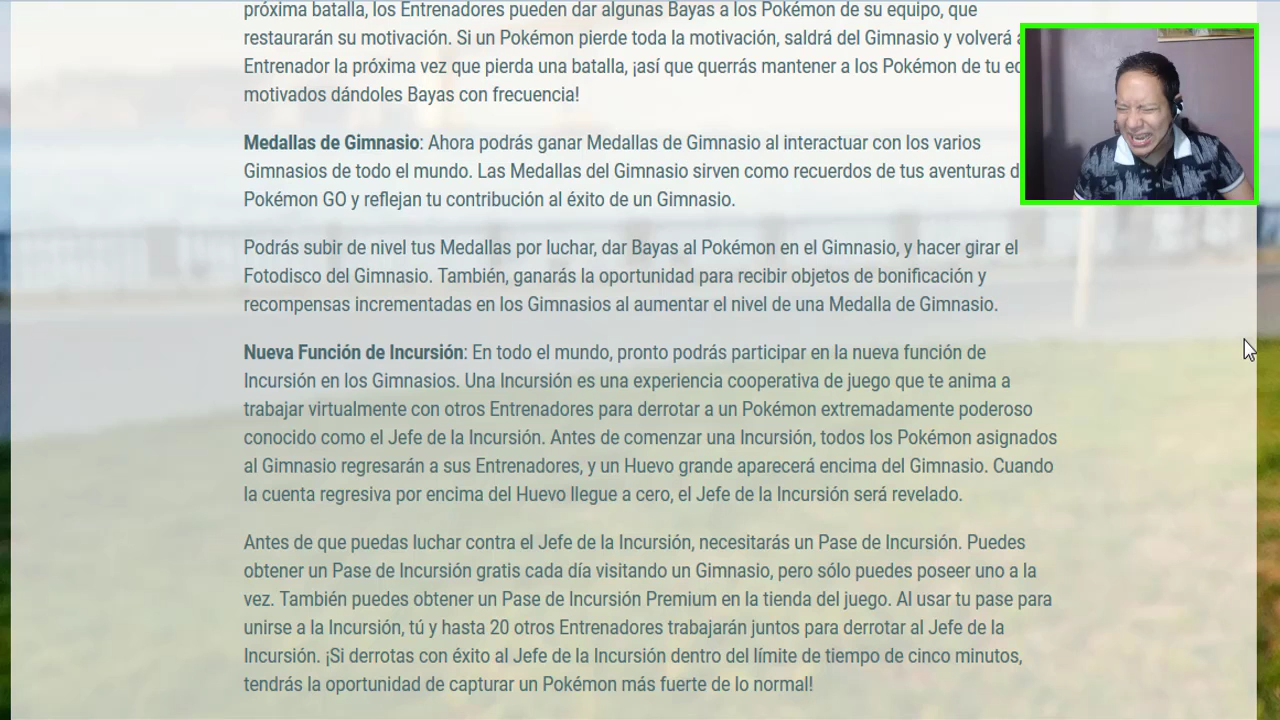 próxima batalla, los Entrenadores pueden dar algunas Bayas a los Pokémon de su equipo, que
restaurarán su motivación. Si un Pokémon pierde toda la motivación, saldrá del Gimnasio y volverá
Entrenador la próxima vez que pierda una batalla, ¡así que querrás mantener a los Pokémon de tu
motivados dándoles Bayas con frecuencia!
Medallas de Gimnasio: Ahora podrás ganar Medallas de Gimnasio al interactuar con los varios
Gimnasios de todo el mundo. Las Medallas del Gimnasio sirven como recuerdos de tus aventuras
Pokémon GO y reflejan tu contribución al éxito de un Gimnasio.
Podrás subir de nivel tus Medallas por luchar, dar Bayas al Pokémon en el Gimnasio, y hacer girar el
Fotodisco del Gimnasio. También, ganarás la oportunidad para recibir objetos de bonificación y
recompensas incrementadas en los Gimnasios al aumentar el nivel de una Medalla de Gimnasio.
Nueva Función de Incursión: En todo el mundo, pronto podrás participar en la nueva función de
Incursión en los Gimnasios. Una Incursión es una experiencia cooperativa de juego que te anima a
trabajar virtualmente con otros Entrenadores para derrotar a un Pokémon extremadamente poderoso
conocido como el Jefe de la Incursión. Antes de comenzar una Incursión, todos los Pokémon asignados
al Gimnasio regresarán a sus Entrenadores, y un Huevo grande aparecerá encima del Gimnasio. Cuando
la cuenta regresiva por encima del Huevo llegue a cero, el Jefe de la Incursión será revelado.
Antes de que puedas luchar contra el Jefe de la Incursión, necesitarás un Pase de Incursión. Puedes
obtener un Pase de Incursión gratis cada día visitando un Gimnasio, pero sólo puedes poseer uno a la
vez. También puedes obtener un Pase de Incursión Premium en la tienda del juego. Al usar tu pase para
unirse a la Incursión, tú y hasta 20 otros Entrenadores trabajarán juntos para derrotar al Jefe de la
Incursión. ¡Si derrotas con éxito al Jefe de la Incursión dentro del límite de tiempo de cinco minutos,
tendrás la oportunidad de capturar un Pokémon más fuerte de lo normal!